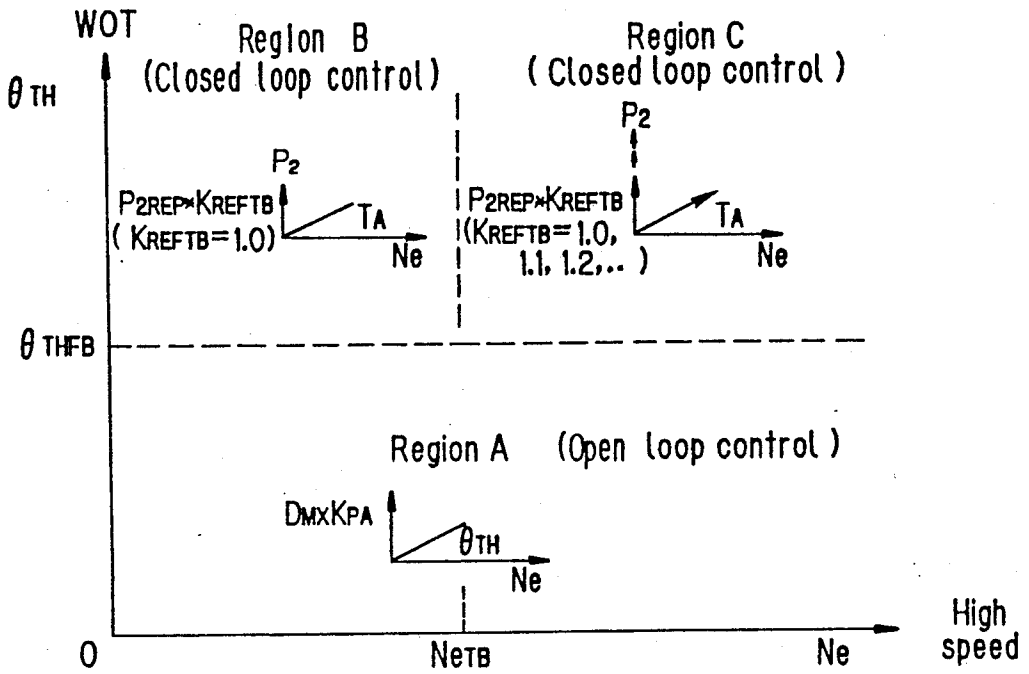 WOT
θTH
Region B
(Closed loop control)
Region C
(Closed loop control)
P2
P2REP*KREFTB
(KREFTB=1.0)
TA
Ne
P2
P2REP*KREFTB
(KREFTB=1.0,
1.1, 1.2,..)
TA
Ne
θTHFB
Region A (Open loop control)
DMxKPA
θTH
Ne
0
NeTB
Ne
High
speed